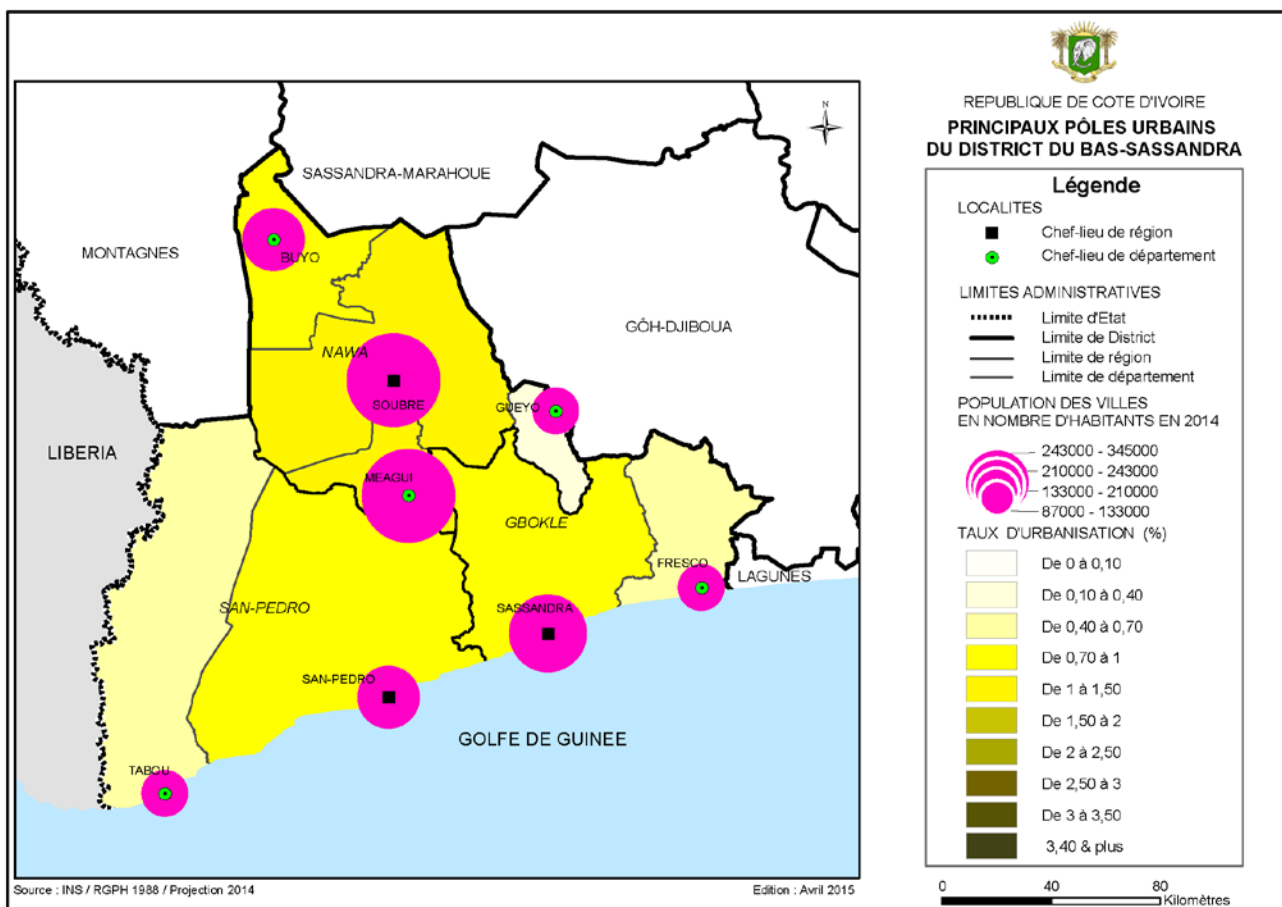 REPUBLIQUE DE COTE D'IVOIRE
PRINCIPAUX PÔLES URBAINS
DU DISTRICT DU BAS-SASSANDRA
N
SASSANDRA-MARAHOUE
MONTAGNES
BUYO
GÔH-DJIBOUA
NAWA
SOUBRE
GUEYO
LIBERIA
MEAGUI
GBOKLE
FRESCO
LAGUNES
SAN-PEDRO
SASSANDRA
SAN-PEDRO
GOLFE DE GUINEE
TABOU
Légende
LOCALITES
Chef-lieu de région
Chef-lieu de département
LIMITES ADMINISTRATIVES
Limite d'Etat
Limite de District
Limite de région
Limite de département
POPULATION DES VILLES
EN NOMBRE D'HABITANTS EN 2014
243000 - 345000
210000 - 243000
133000 - 210000
87000 - 133000
TAUX D'URBANISATION (%)
De 0 à 0,10
De 0,10 à 0,40
De 0,40 à 0,70
De 0,70 à 1
De 1 à 1,50
De 1,50 à 2
De 2 à 2,50
De 2,50 à 3
De 3 à 3,50
3,40 & plus
0 40 80
Kilomètres
Source : INS / RGPH 1988 / Projection 2014
Edition : Avril 2015